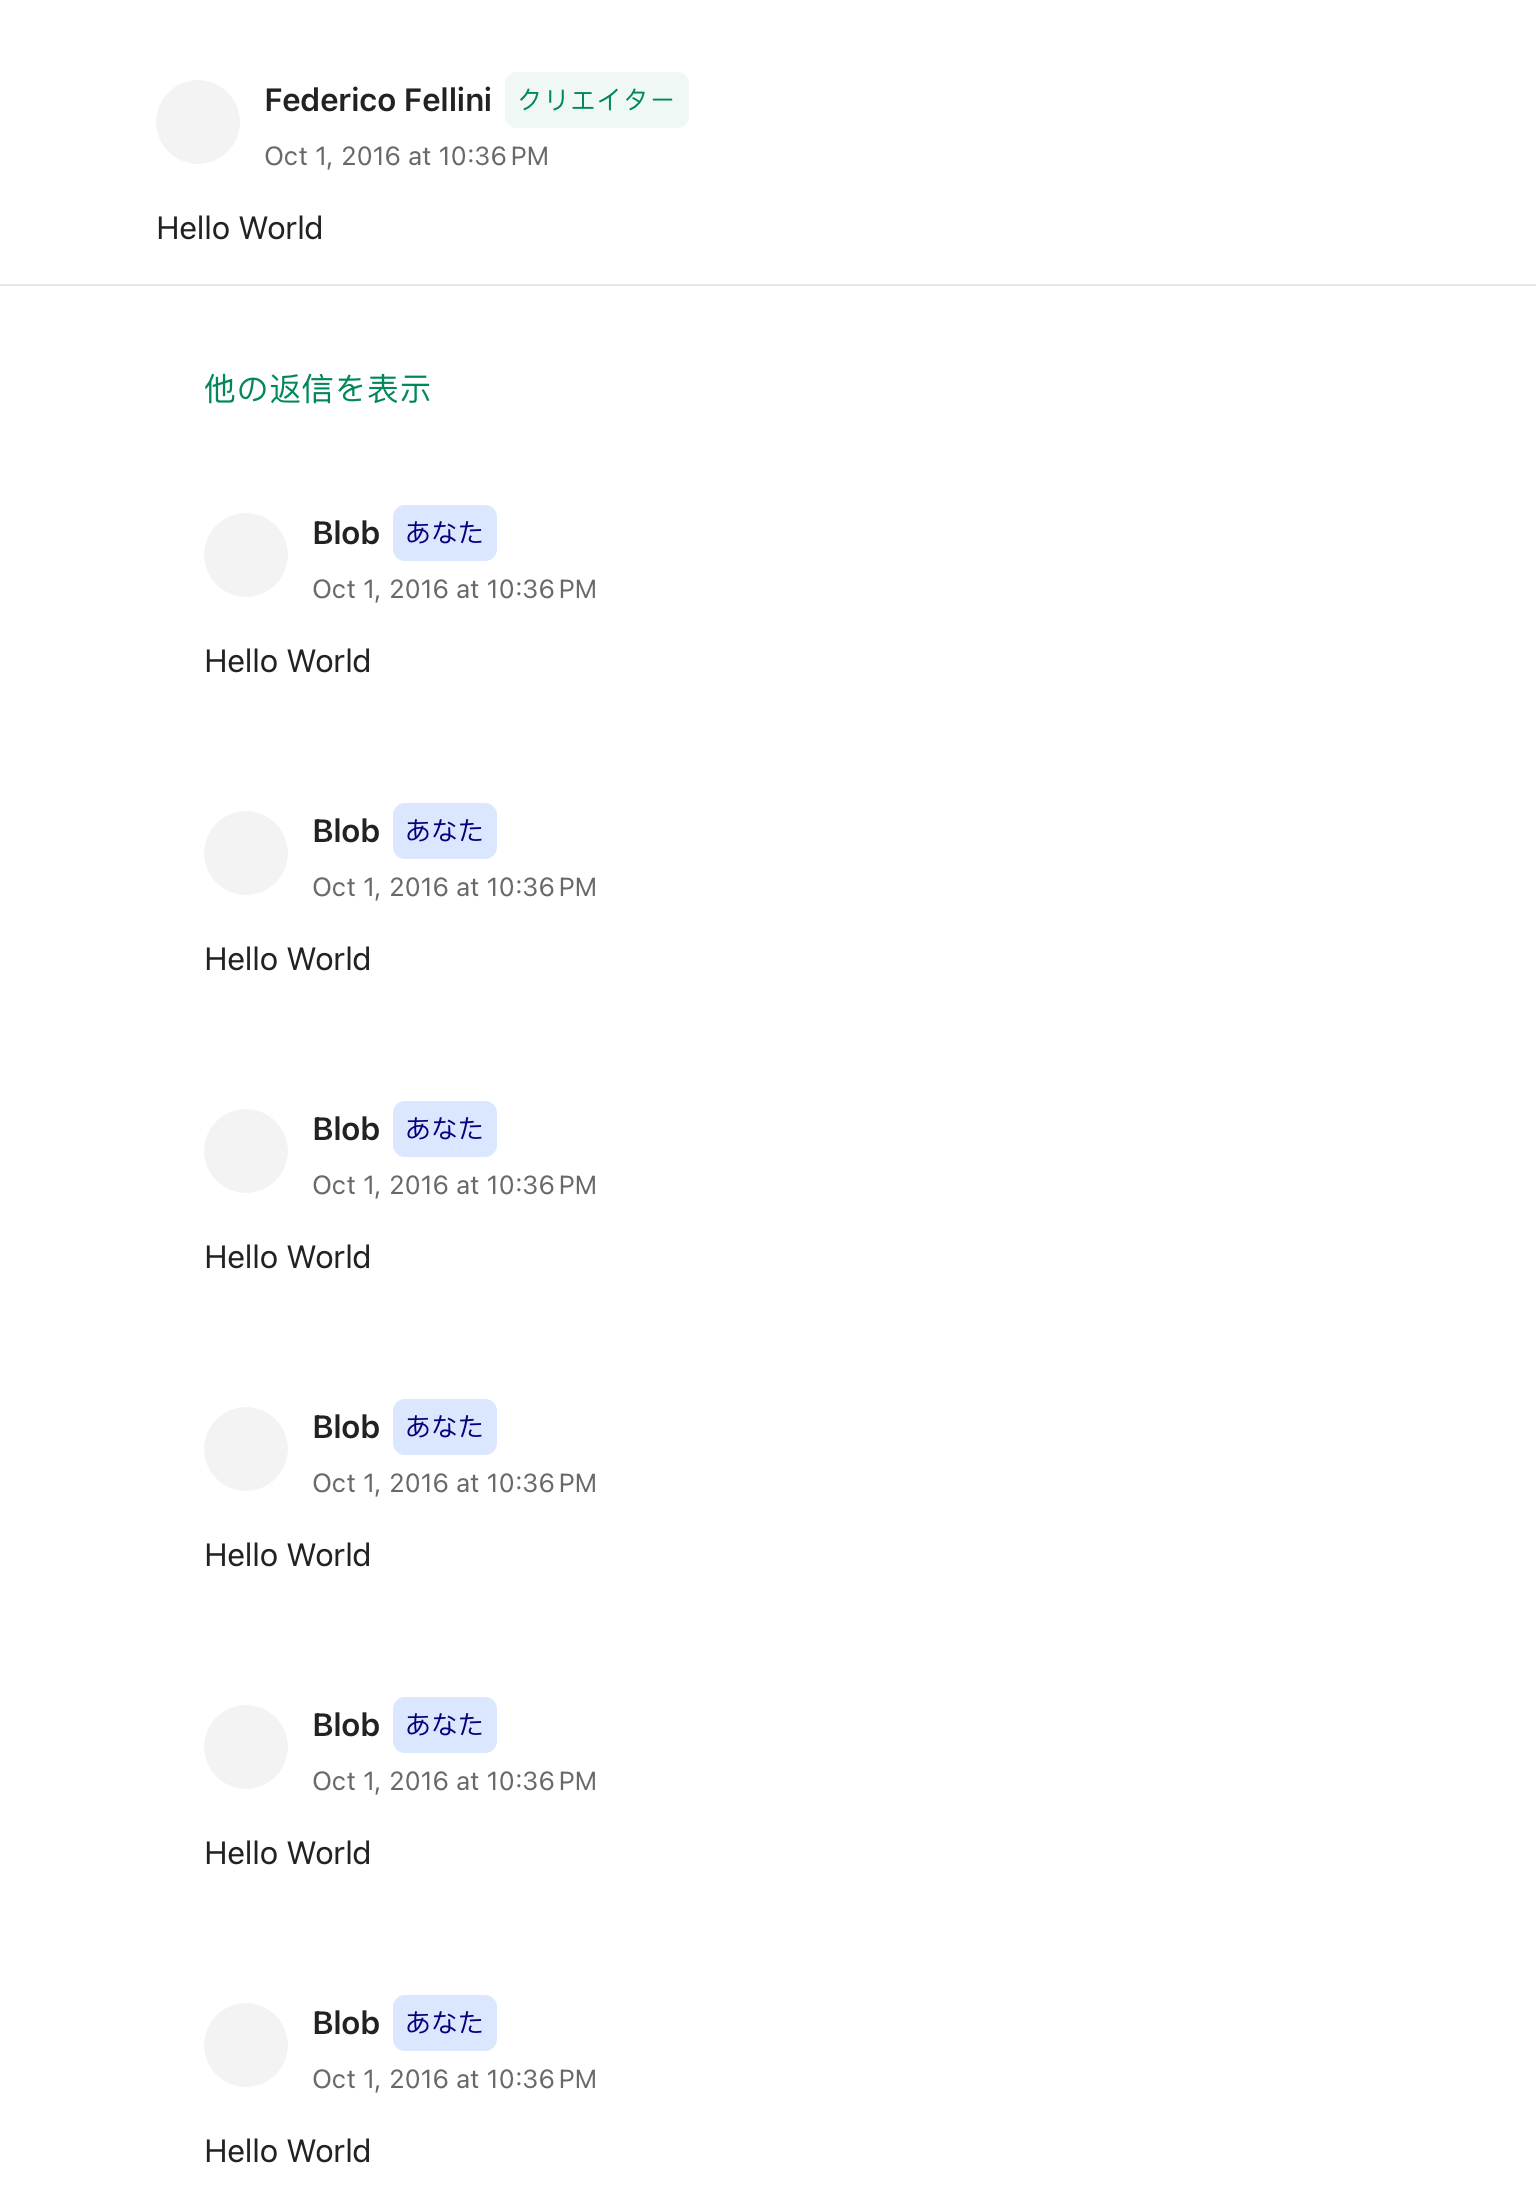 Federico Fellini クリエイター
Oct 1, 2016 at 10:36 PM
Hello World
他の返信を表示
Blob あなた
Oct 1, 2016 at 10:36 PM
Hello World
Blob あなた
Oct 1, 2016 at 10:36 PM
Hello World
Blob あなた
Oct 1, 2016 at 10:36 PM
Hello World
Blob あなた
Oct 1, 2016 at 10:36 PM
Hello World
Blob あなた
Oct 1, 2016 at 10:36 PM
Hello World
Blob あなた
Oct 1, 2016 at 10:36 PM
Hello World